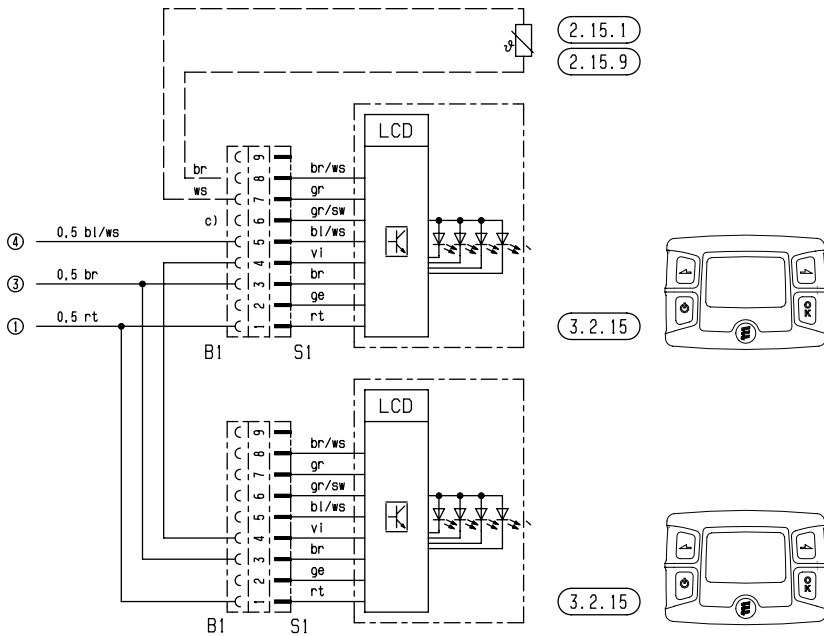 ϑ
2.15.1
2.15.9
LCD
9
br
8
br/ws
ws
7
gr
c)
6
gr/sw
④
0,5 bl/ws
5
bl/ws
4
vi
③
0,5 br
3
br
2
ge
①
0,5 rt
1
rt
B1
S1
3.2.15
OK
LCD
9
8
br/ws
7
gr
6
gr/sw
5
bl/ws
4
vi
3
br
2
ge
1
rt
B1
S1
3.2.15
OK